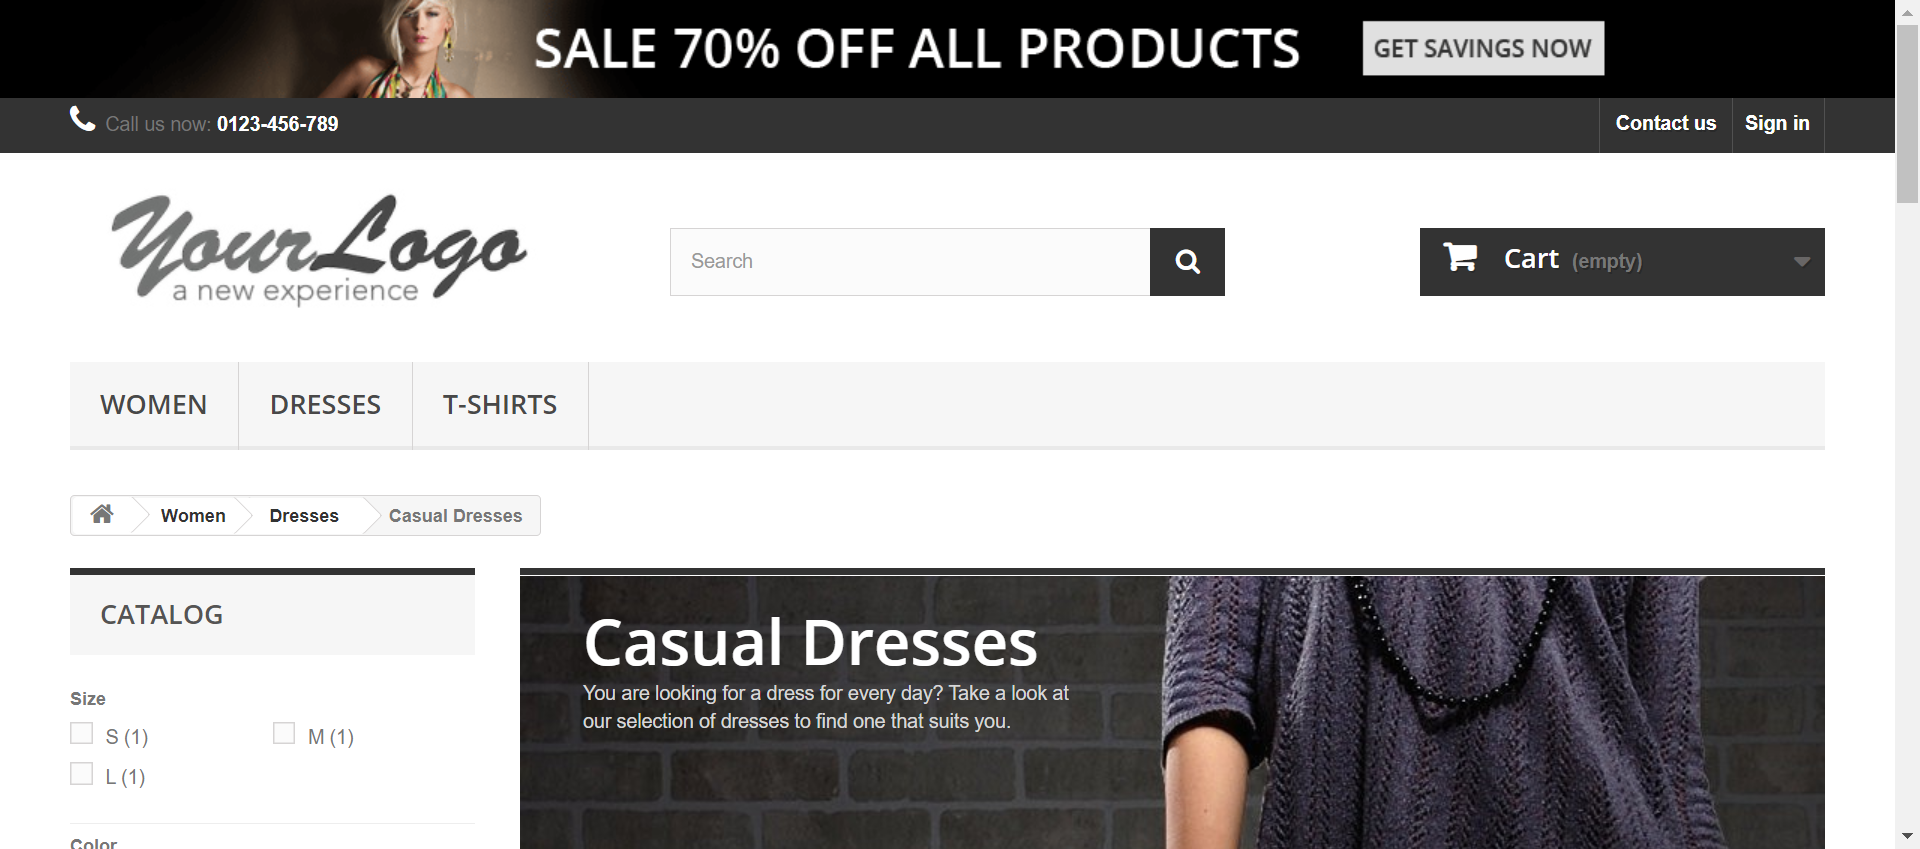 SALE 70% OFF ALL PRODUCTS
GET SAVINGS NOW
Call us now: 0123-456-789
Contact us
Sign in
YourLogo
a new experience
Search
Cart (empty)
WOMEN
DRESSES
T-SHIRTS
Women
Dresses
Casual Dresses
CATALOG
Size
S (1)
M (1)
L (1)
Color
Casual Dresses
You are looking for a dress for every day? Take a look at
our selection of dresses to find one that suits you.